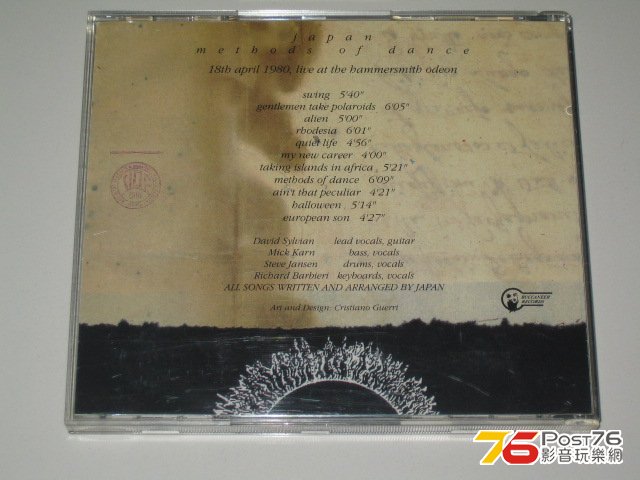 japan
methods of dance
18th april 1980, live at the hammersmith odeon
swing 5'40"
gentlemen take polaroids 6'05"
alien 5'00"
rhodesia 6'01"
quiet life 4'56"
my new career 4'00"
taking islands in africa 5'21"
methods of dance 6'09"
ain't that peculiar 4'21"
halloween 5'14"
european son 4'27"
David Sylvian lead vocals, guitar
Mick Karn bass, vocals
Steve Jansen drums, vocals
Richard Barbieri keyboards, vocals
ALL SONGS WRITTEN AND ARRANGED BY JAPAN
Art and Design: Cristiano Guerri
BUCCANEER
RECORDS
76 Post76
影音玩樂網